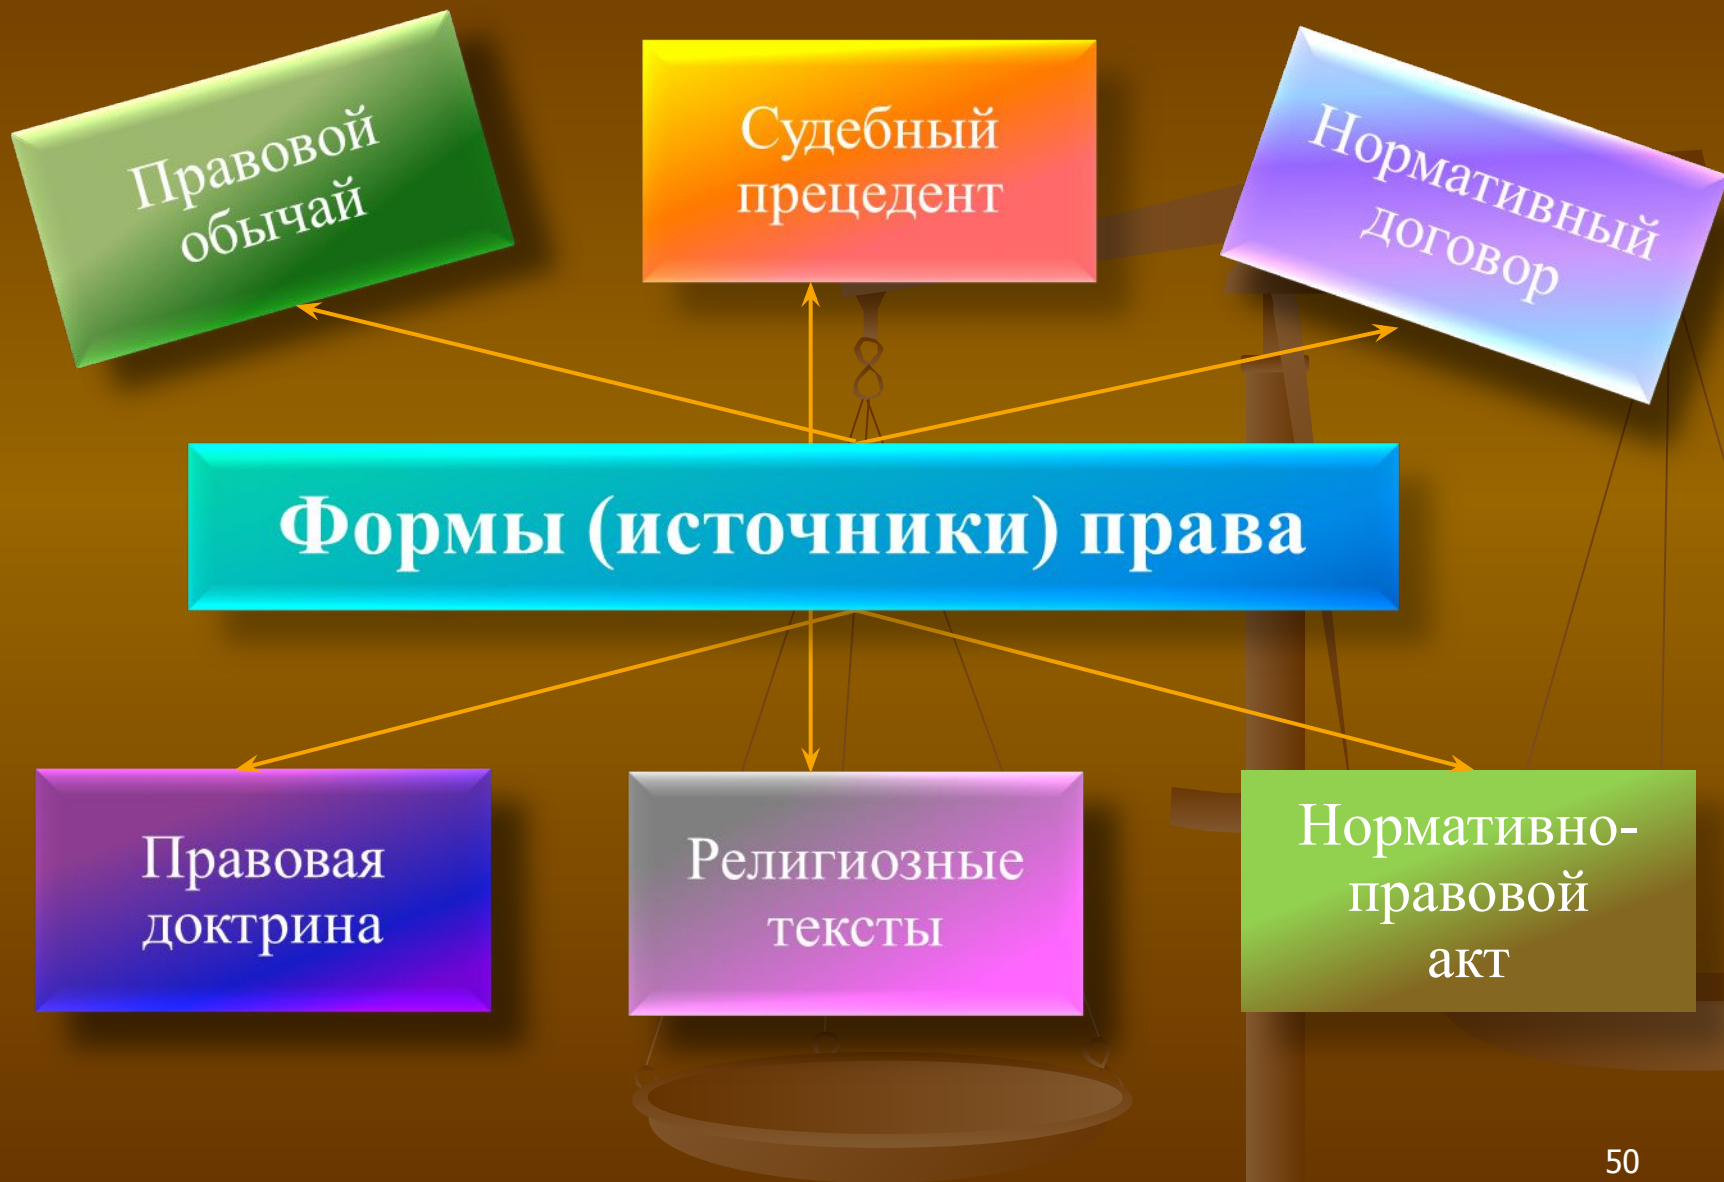 Правовой
обычай
Судебный
прецедент
Нормативный
договор
Формы (источники) права
Правовая
доктрина
Религиозные
тексты
Нормативно-
правовой
акт
50